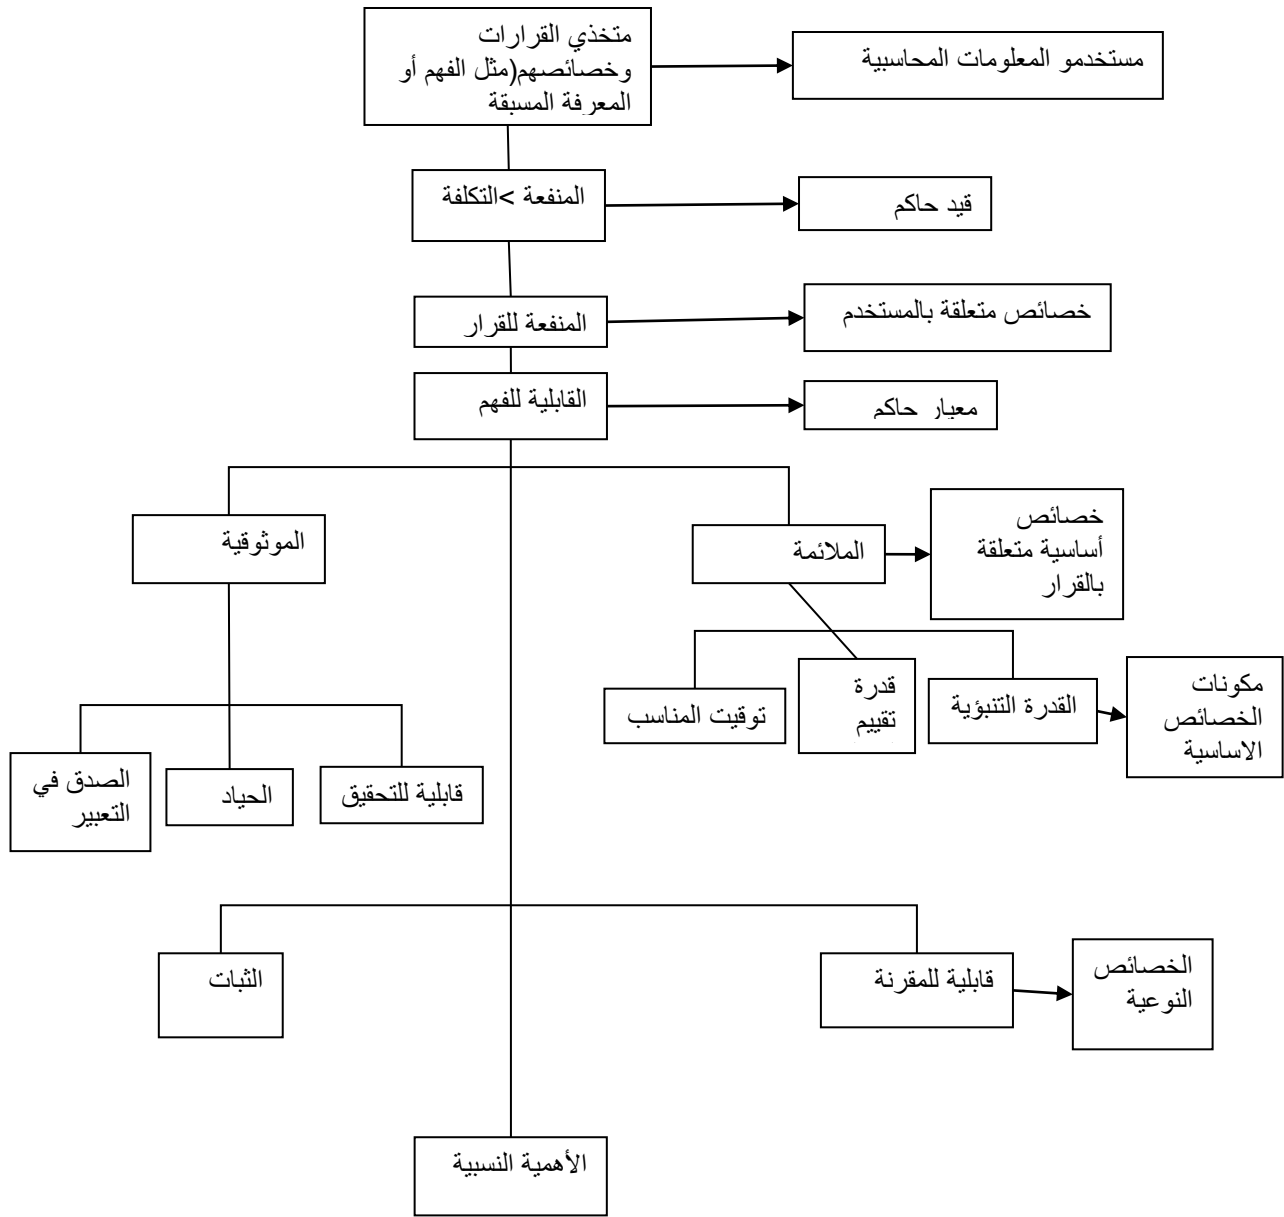 متخذي القرارات
وخصائصهم(مثل الفهم أو
المعرفة المسبقة
مستخدمو المعلومات المحاسبية
المنفعة >التكلفة
قيد حاكم
المنفعة للقرار
خصائص متعلقة بالمستخدم
القابلية للفهم
معيار حاكم
الملائمة
خصائص
أساسية متعلقة
بالقرار
الموثوقية
مكونات
الخصائص
الاساسية
القدرة التنبؤية
قدرة
تقييم
توقيت المناسب
قابلية للتحقيق
الحياد
الصدق في
التعبير
الخصائص
النوعية
قابلية للمقرنة
الثبات
الأهمية النسبية